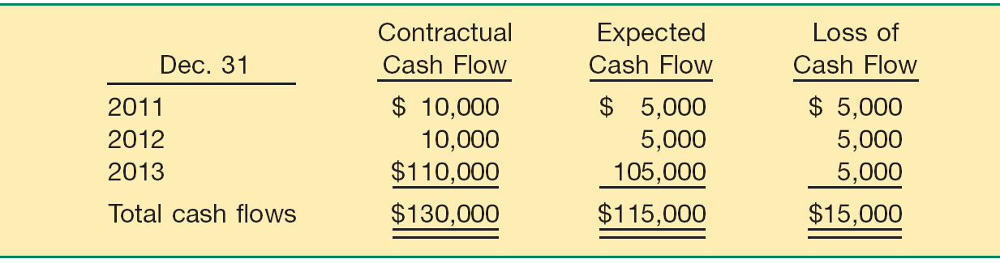 Contractual Expected Loss of
Dec. 31 Cash Flow Cash Flow Cash Flow
2011 $ 10,000 $ 5,000 $ 5,000
2012 10,000 5,000 5,000
2013 $110,000 105,000 5,000
Total cash flows $130,000 $115,000 $15,000